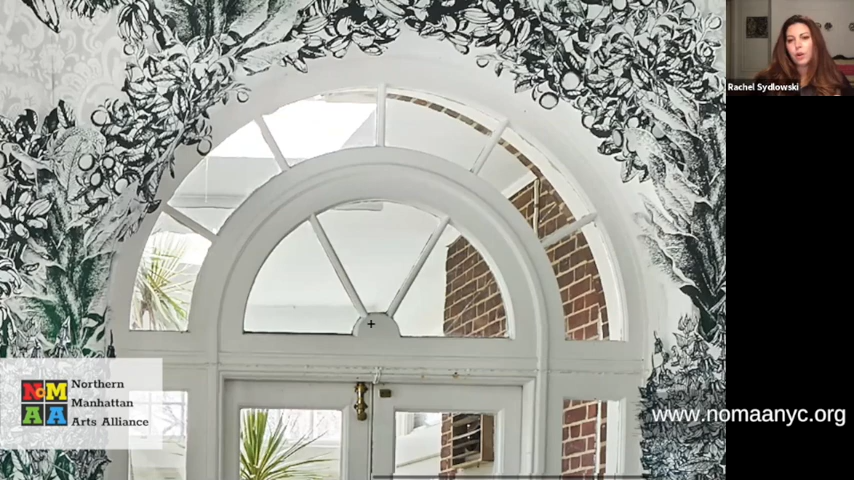 Rachel Sydlowski
NoMAA
Northern
Manhattan
Arts Alliance
www.nomaanyc.org